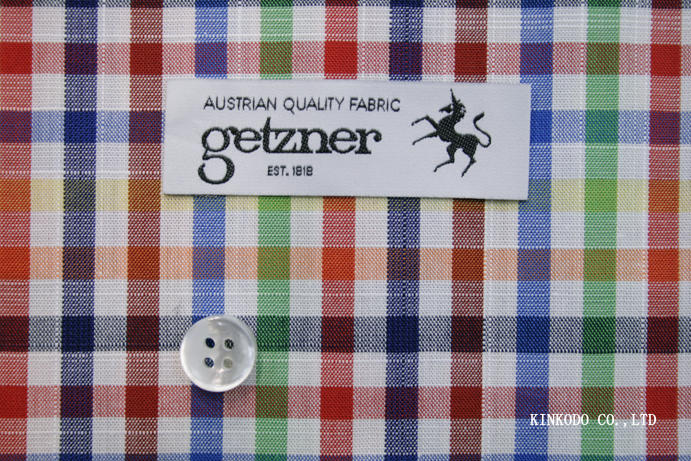 AUSTRIAN QUALITY FABRIC
getzner
EST. 1818
KINKODO CO.,LTD